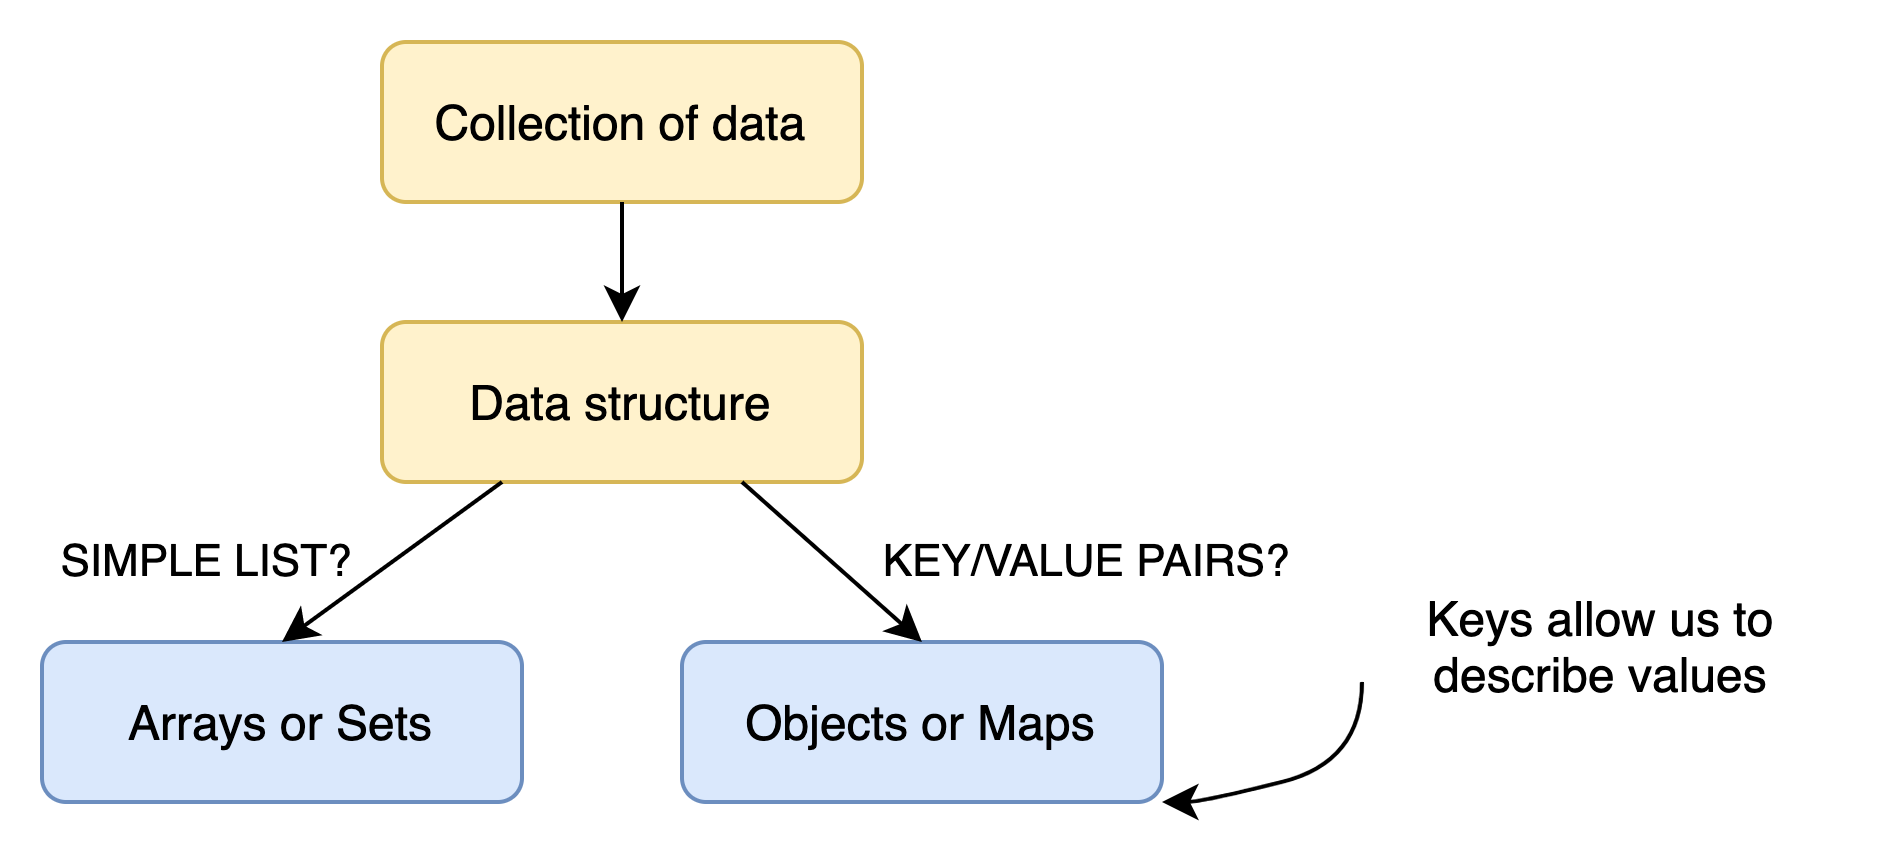 Collection of data
Data structure
SIMPLE LIST?
KEY/VALUE PAIRS?
Keys allow us to
describe values
Arrays or Sets
Objects or Maps